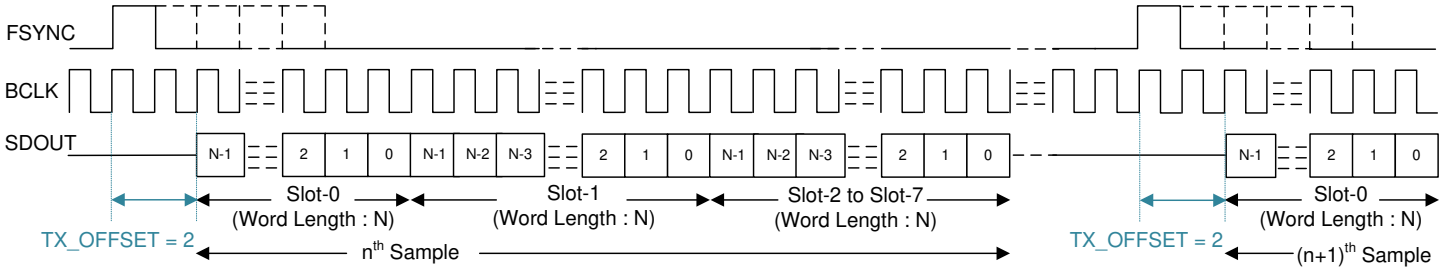 FSYNC
BCLK
SDOUT
N-1 2 1 0 N-1 N-2 N-3 2 1 0 N-1 N-2 N-3 2 1 0 N-1 2 1 0
Slot-0 Slot-1 Slot-2 to Slot-7 Slot-0
(Word Length : N) (Word Length : N) (Word Length : N) (Word Length : N)
TX_OFFSET = 2 nth Sample TX_OFFSET = 2 (n+1)th Sample